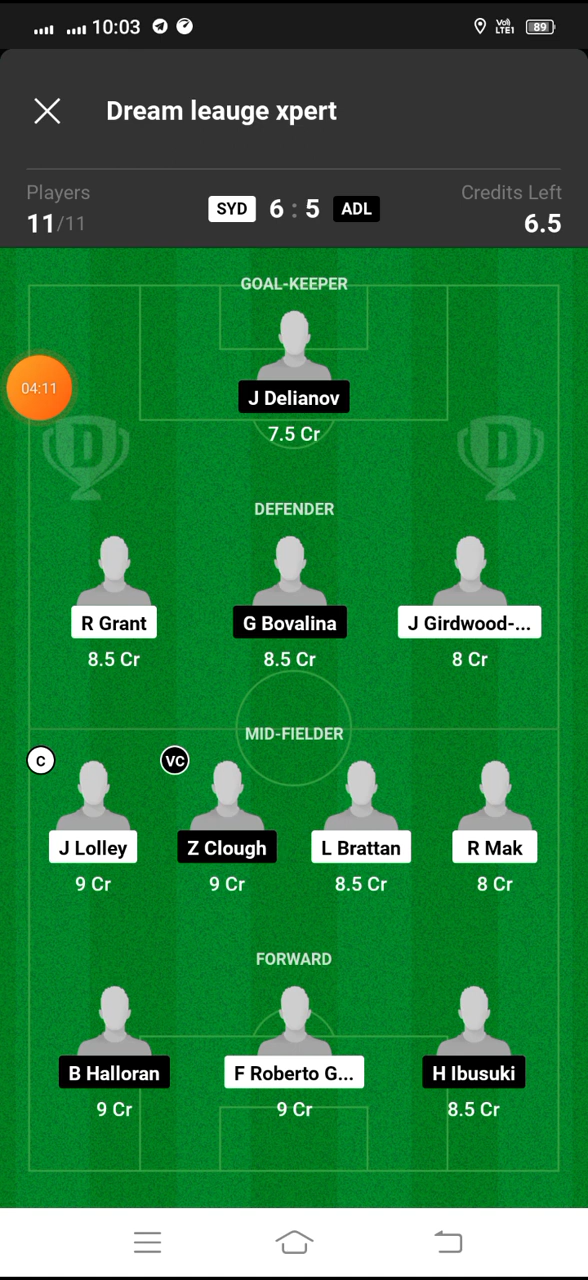 10:03 Vo) LTE1 89
Dream leauge xpert
Players Credits Left
11/11 SYD 6 : 5 ADL 6.5
GOAL-KEEPER
04:11
J Delianov
7.5 Cr
D D
DEFENDER
R Grant G Bovalina J Girdwood-...
8.5 Cr 8.5 Cr 8 Cr
MID-FIELDER
C VC
J Lolley Z Clough L Brattan R Mak
9 Cr 9 Cr 8.5 Cr 8 Cr
FORWARD
B Halloran F Roberto G... H Ibusuki
9 Cr 9 Cr 8.5 Cr